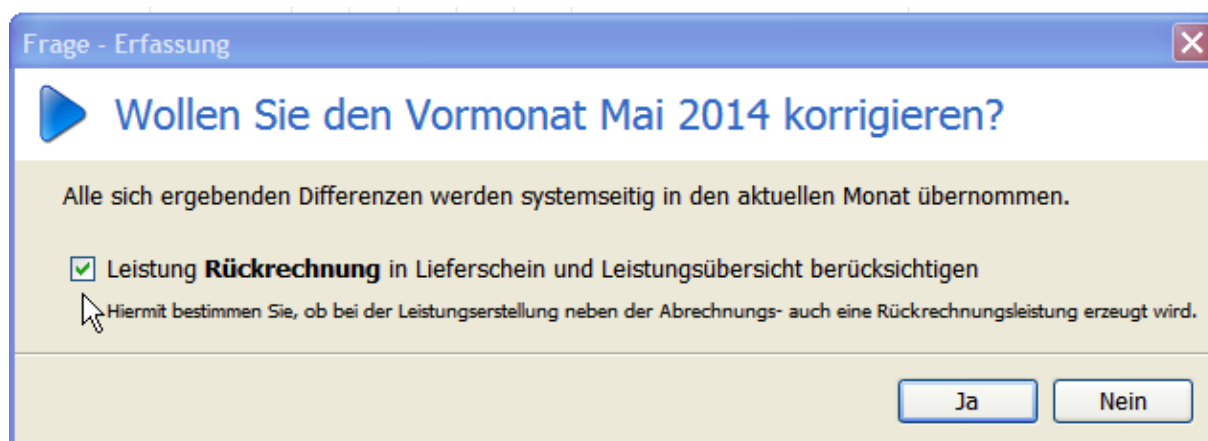 Frage - Erfassung
Wollen Sie den Vormonat Mai 2014 korrigieren?
Alle sich ergebenden Differenzen werden systemseitig in den aktuellen Monat übernommen.
Leistung Rückrechnung in Lieferschein und Leistungsübersicht berücksichtigen
Hiermit bestimmen Sie, ob bei der Leistungserstellung neben der Abrechnungs- auch eine Rückrechnungsleistung erzeugt wird.
Ja Nein